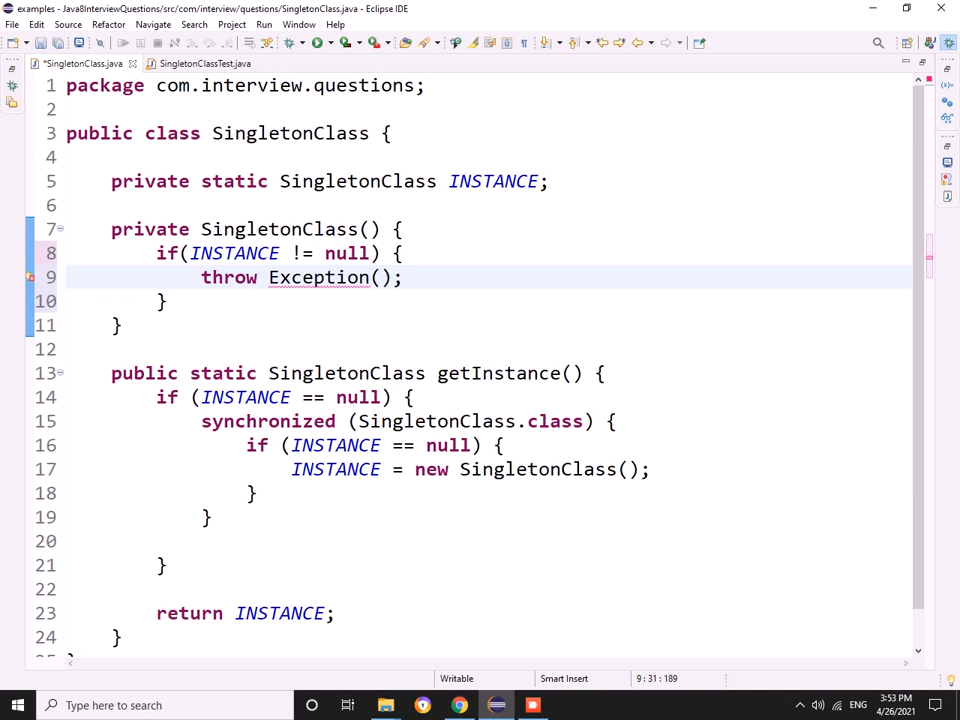 examples - Java8InterviewQuestions/src/com/interview/questions/SingletonClass.java - Eclipse IDE
File Edit Source Refactor Navigate Search Project Run Window Help
*SingletonClass.java SingletonClassTest.java
1 package com.interview.questions;
2
3 public class SingletonClass {
4
5 private static SingletonClass INSTANCE;
6
7 private SingletonClass() {
8 if(INSTANCE != null) {
9 throw Exception();
10 }
11 }
12
13 public static SingletonClass getInstance() {
14 if (INSTANCE == null) {
15 synchronized (SingletonClass.class) {
16 if (INSTANCE == null) {
17 INSTANCE = new SingletonClass();
18 }
19 }
20
21 }
22
23 return INSTANCE;
24 }
Writable Smart Insert 9 : 31 : 189
Type here to search
ENG 3:53 PM
4/26/2021